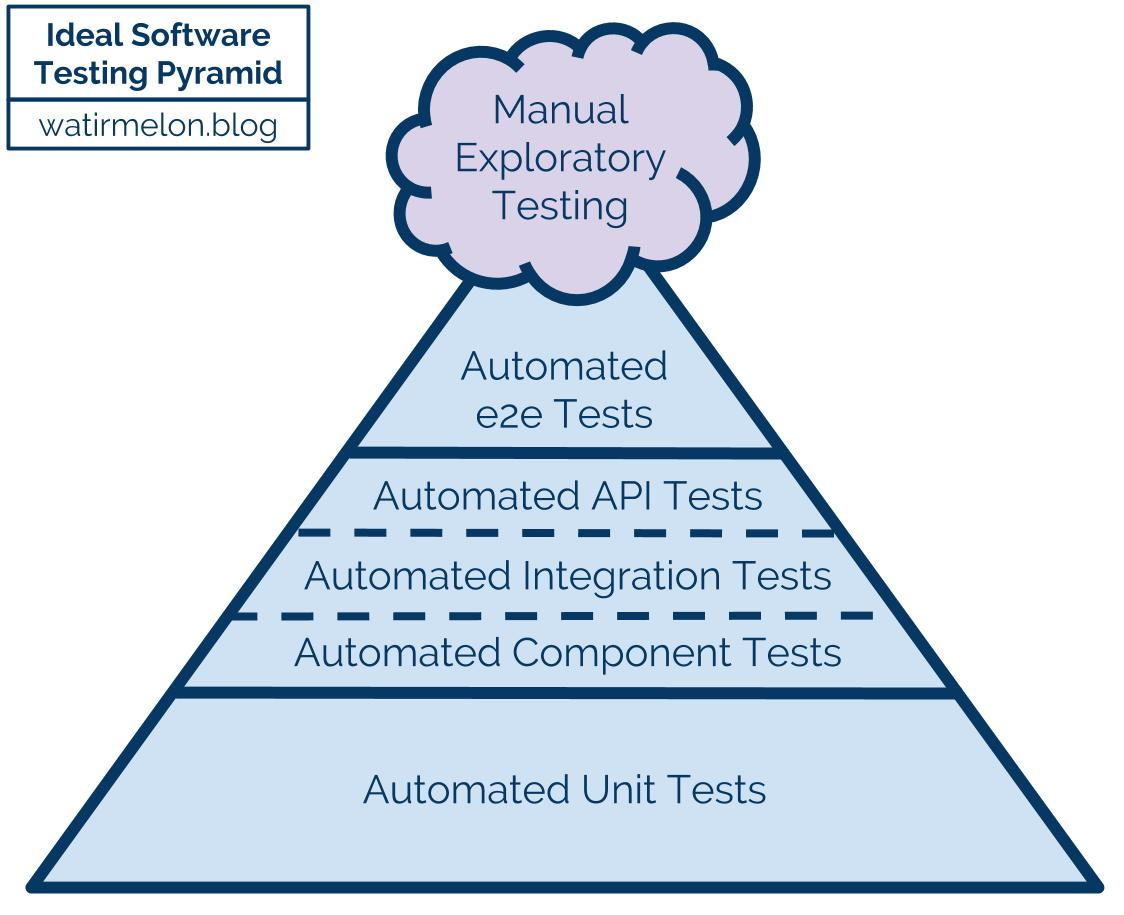 Ideal Software
Testing Pyramid
watirmelon.blog
Manual
Exploratory
Testing
Automated
e2e Tests
Automated API Tests
Automated Integration Tests
Automated Component Tests
Automated Unit Tests